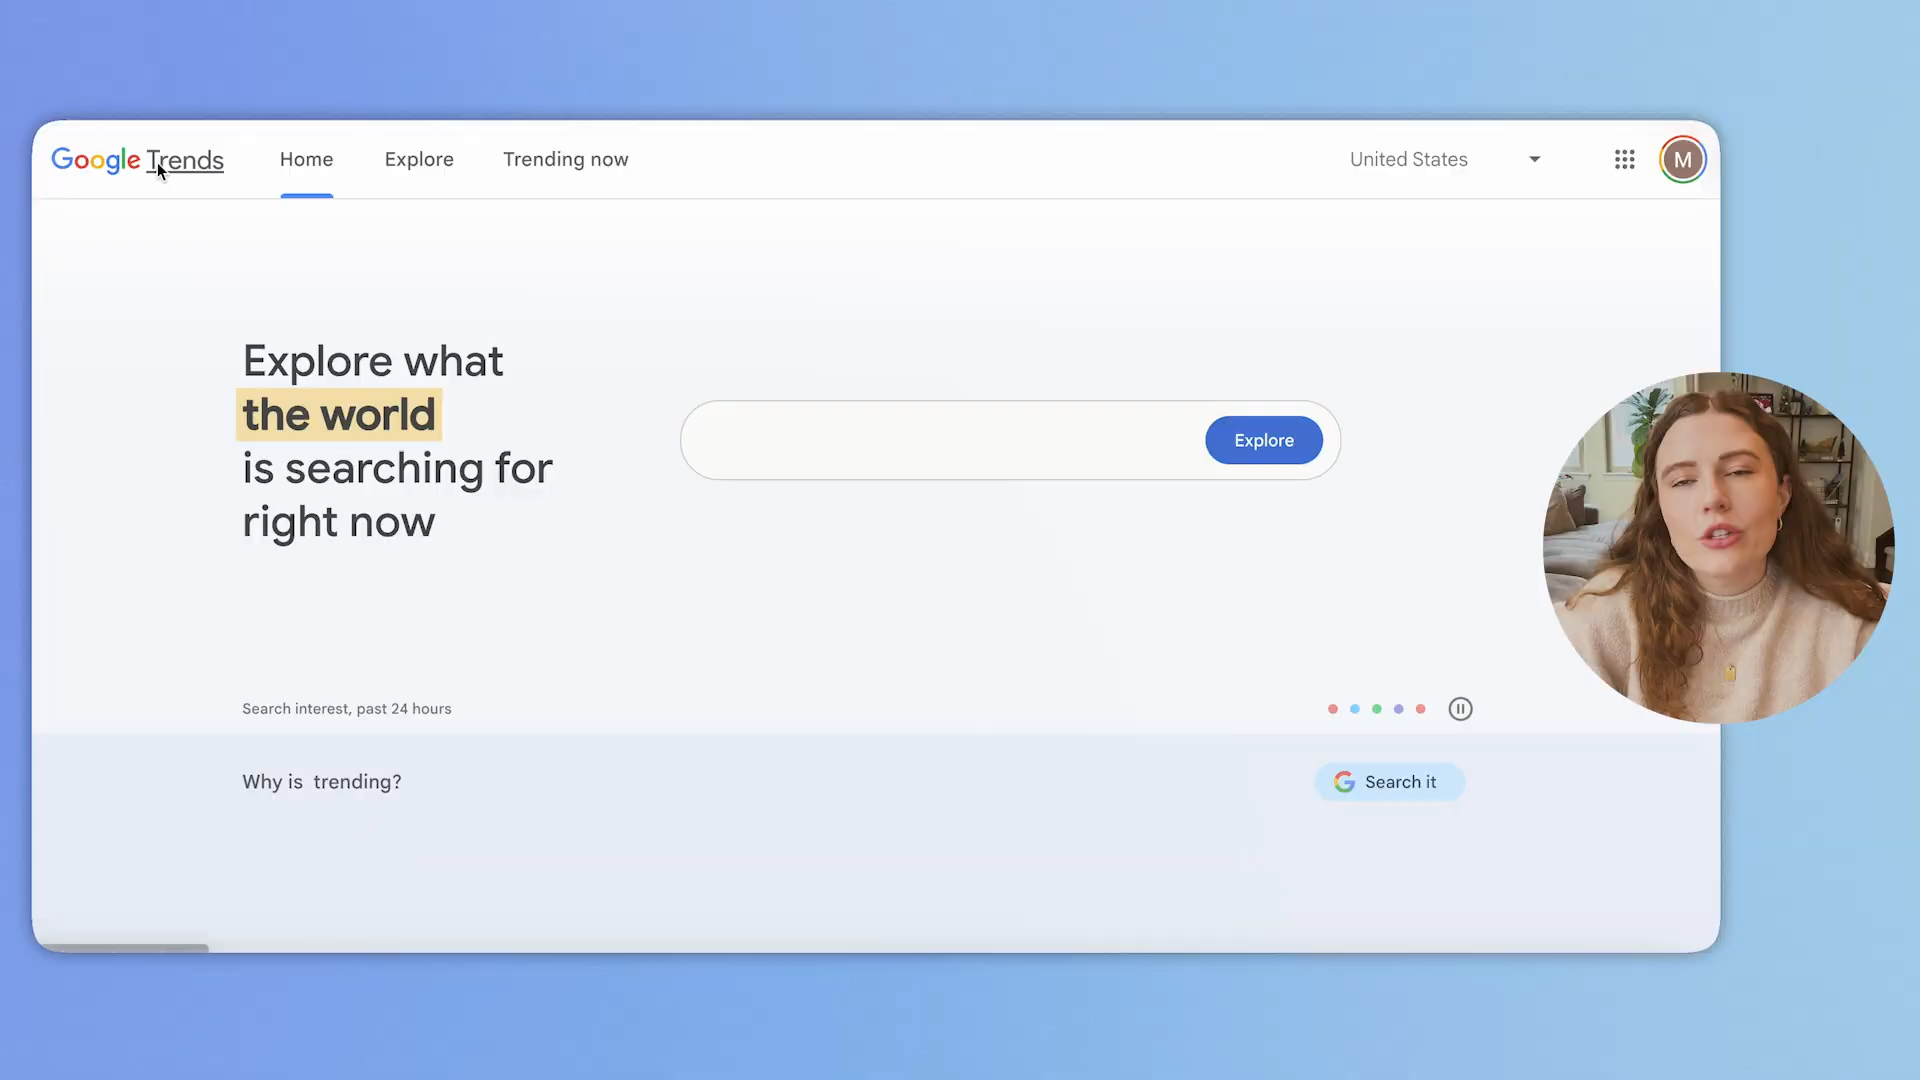 Google Trends
Home
Explore
Trending now
United States
M
Explore what
the world
is searching for
right now
Explore
Search interest, past 24 hours
Why is trending?
G Search it